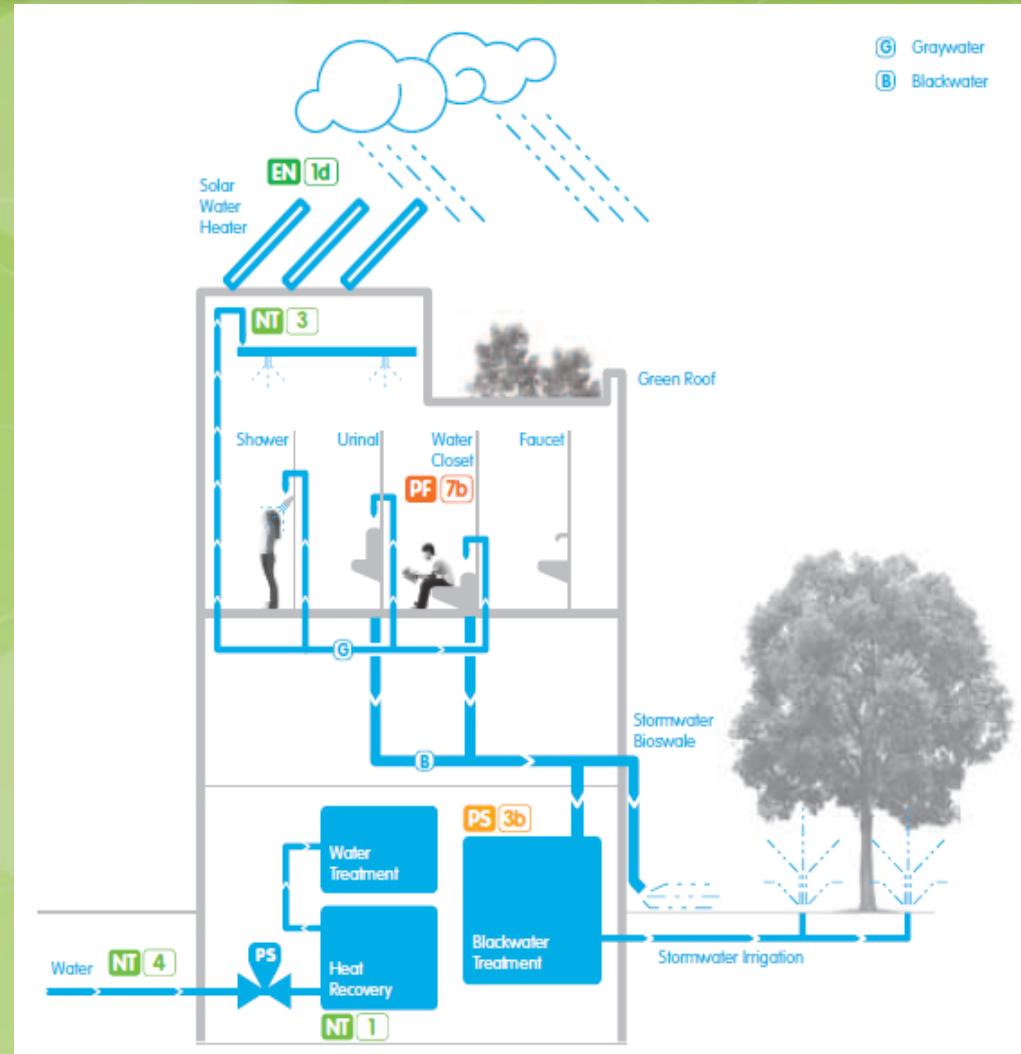 G Graywater
B Blackwater
EN 1d
Solar
Water
Heater
NT 3
Green Roof
Shower
Urinal
Water
Closet
Faucet
PF 7b
G
Stormwater
Bioswale
B
PS 3b
Water
Treatment
Blackwater
Treatment
Stormwater Irrigation
Water NT 4
PS
Heat
Recovery
NT 1